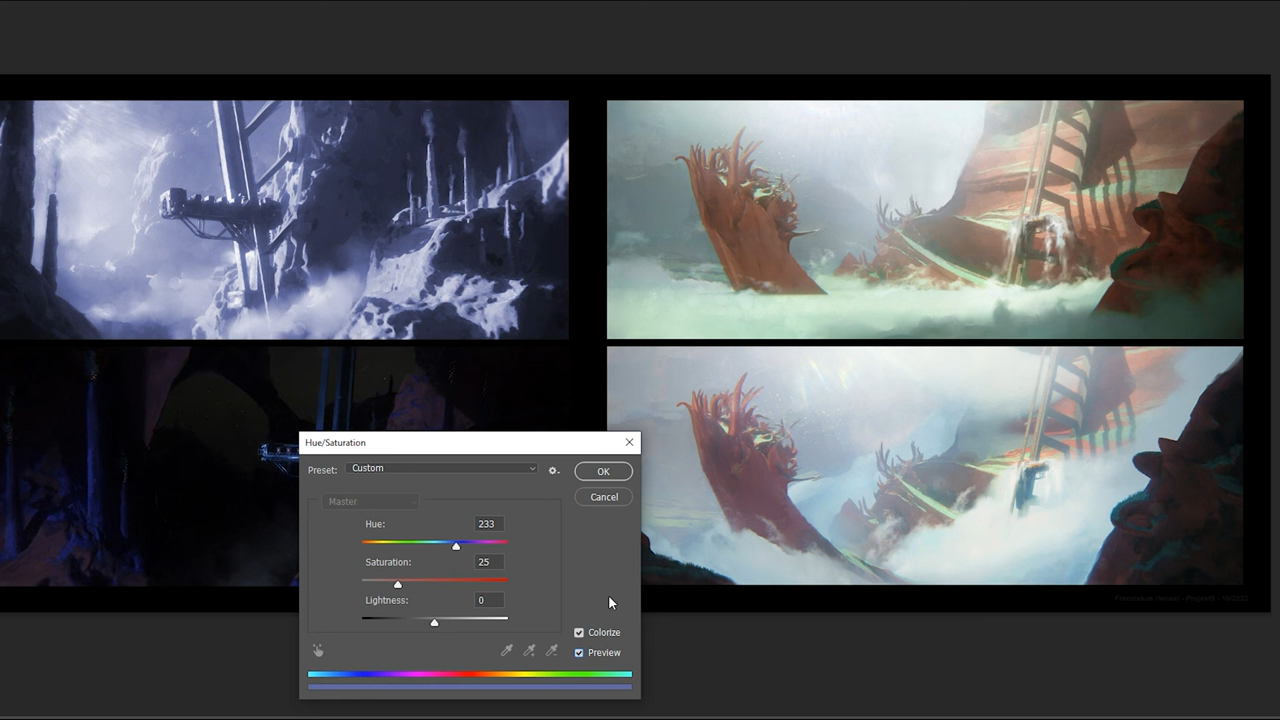 Hue/Saturation
Preset: Custom
OK
Cancel
Master
Hue: 233
Saturation: 25
Lightness: 0
Colorize
Preview